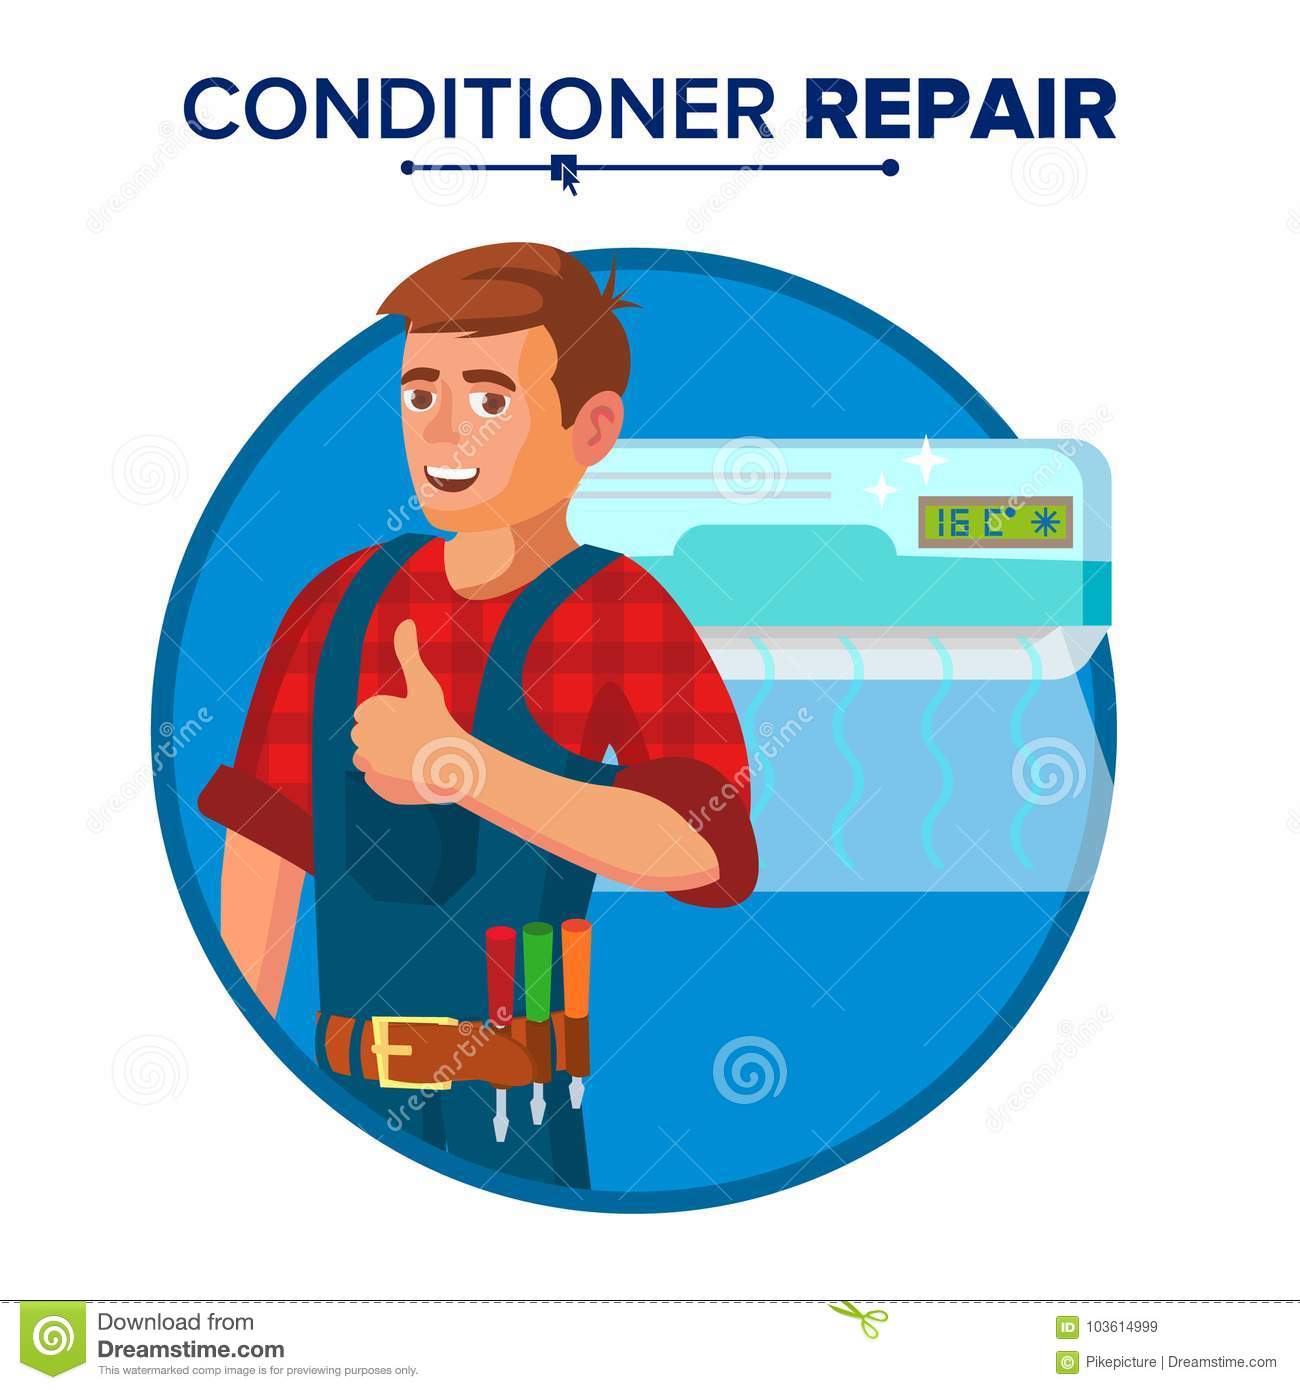 CONDITIONER REPAIR
16 C°
Download from
Dreamstime.com
This watermarked comp image is for previewing purposes only.
ID 103614999
© Pikepicture | Dreamstime.com
dreamstime